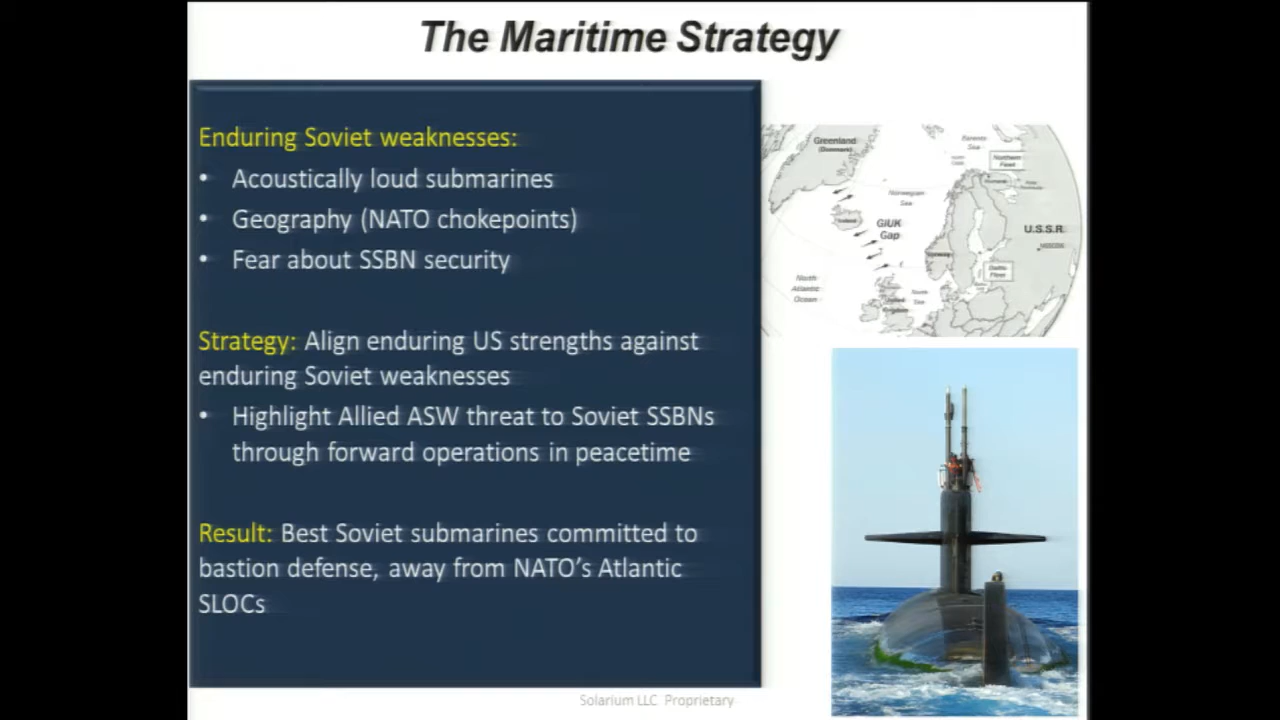 The Maritime Strategy
Enduring Soviet weaknesses:
• Acoustically loud submarines
• Geography (NATO chokepoints)
• Fear about SSBN security
Strategy: Align enduring US strengths against
enduring Soviet weaknesses
• Highlight Allied ASW threat to Soviet SSBNs
through forward operations in peacetime
Result: Best Soviet submarines committed to
bastion defense, away from NATO's Atlantic
SLOCs
Greenland
(Denmark)
Barents
Sea
Northern
Fleet
Norwegian
Sea
Iceland
GIUK
Gap
U.S.S.R.
Norway
Baltic
Fleet
North
Atlantic
Ocean
North
Sea
Solarium LLC Proprietary